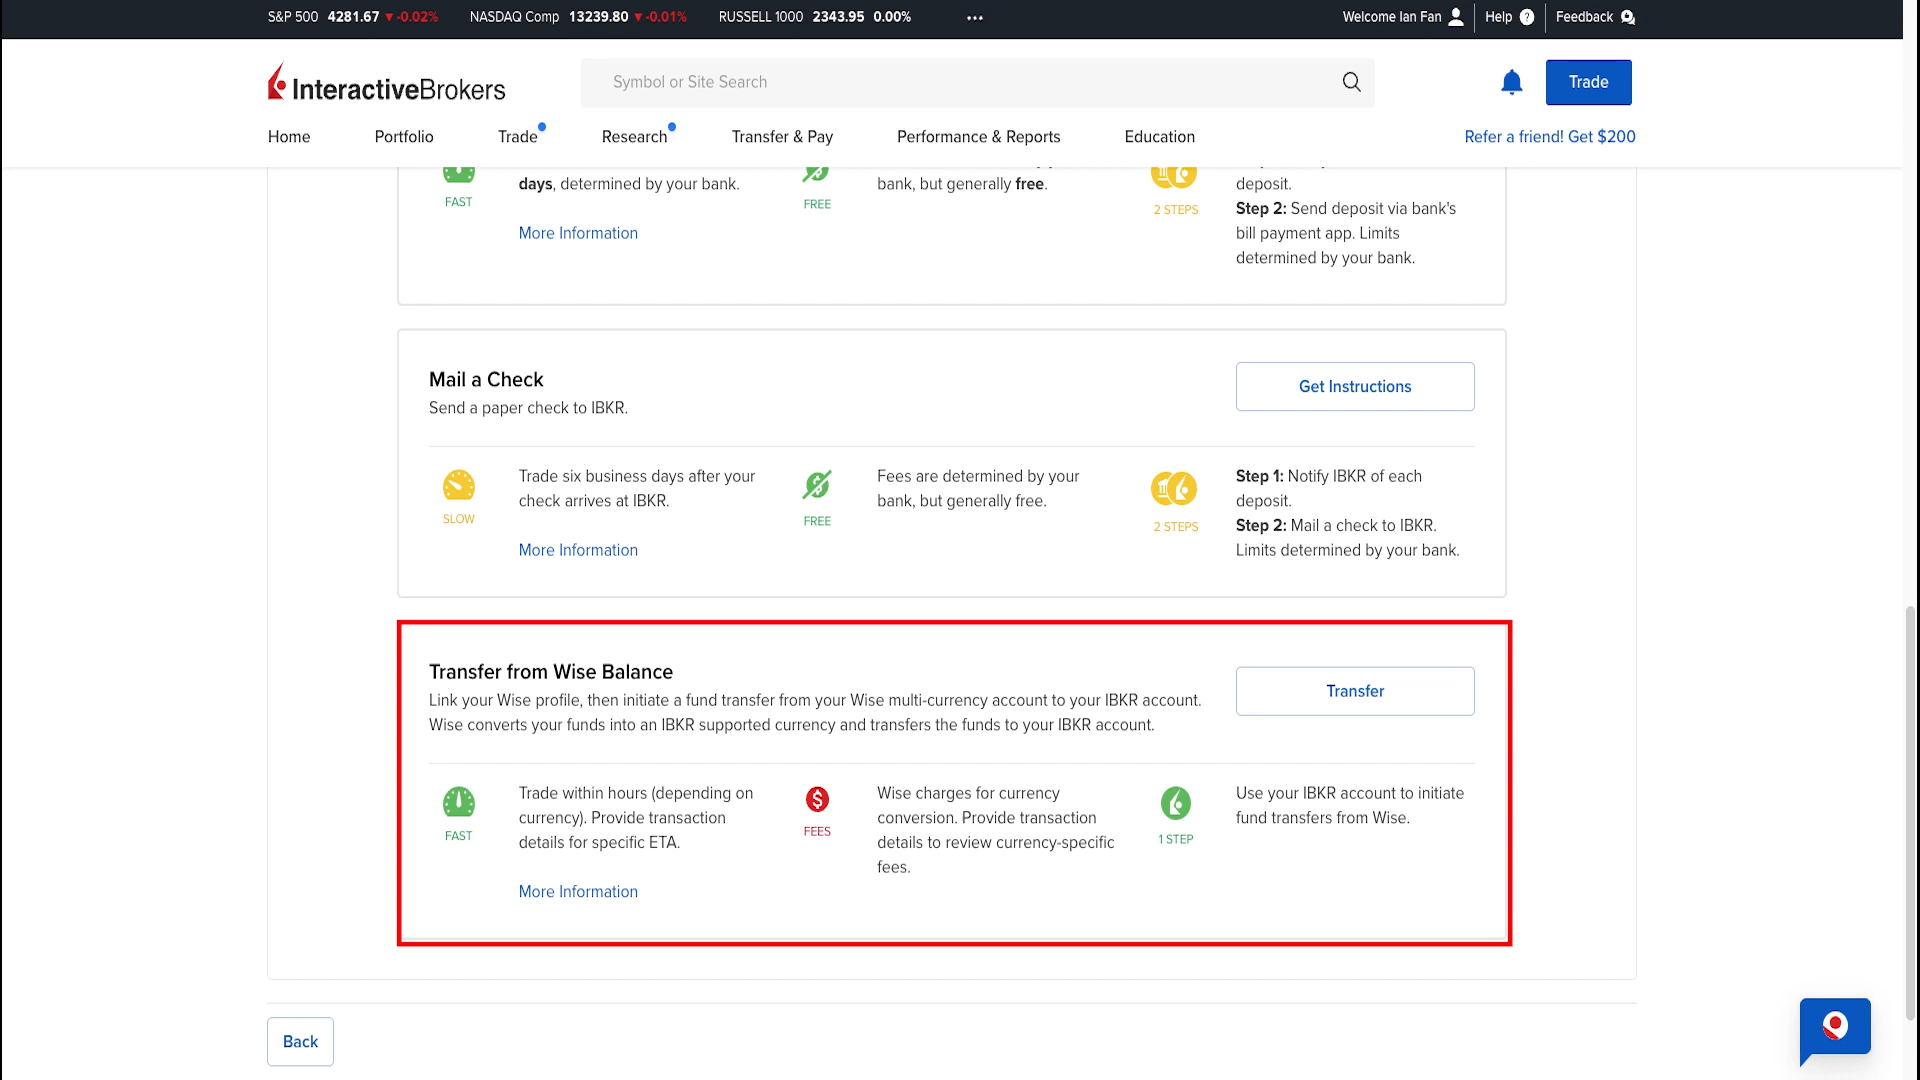 S&P 500 4281.67 ▼-0.02% NASDAQ Comp 13239.80 ▼-0.01% RUSSELL 1000 2343.95 0.00% ••• Welcome Ian Fan Help ? Feedback
InteractiveBrokers Symbol or Site Search Trade
Home Portfolio Trade Research Transfer & Pay Performance & Reports Education Refer a friend! Get $200
FAST
days, determined by your bank.
More Information
FREE
bank, but generally free.
2 STEPS
deposit.
Step 2: Send deposit via bank's
bill payment app. Limits
determined by your bank.
Mail a Check
Send a paper check to IBKR.
Get Instructions
SLOW
Trade six business days after your
check arrives at IBKR.
More Information
FREE
Fees are determined by your
bank, but generally free.
2 STEPS
Step 1: Notify IBKR of each
deposit.
Step 2: Mail a check to IBKR.
Limits determined by your bank.
Transfer from Wise Balance
Link your Wise profile, then initiate a fund transfer from your Wise multi-currency account to your IBKR account.
Wise converts your funds into an IBKR supported currency and transfers the funds to your IBKR account.
Transfer
FAST
Trade within hours (depending on
currency). Provide transaction
details for specific ETA.
More Information
$
FEES
Wise charges for currency
conversion. Provide transaction
details to review currency-specific
fees.
1 STEP
Use your IBKR account to initiate
fund transfers from Wise.
Back